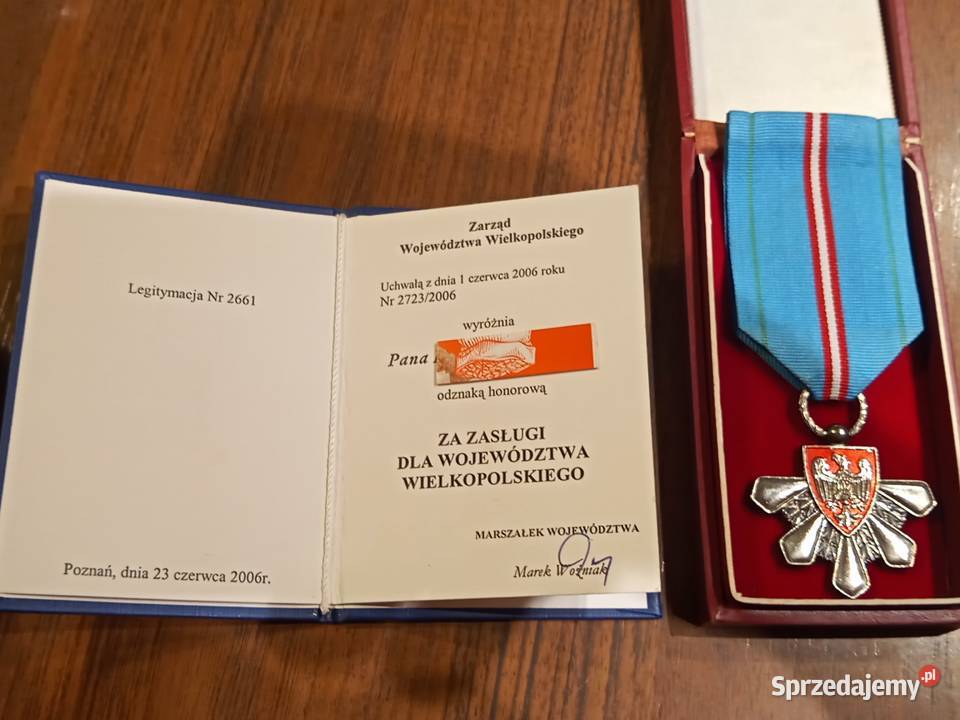 Legitymacja Nr 2661
Poznań, dnia 23 czerwca 2006r.
Zarząd
Województwa Wielkopolskiego
Uchwałą z dnia 1 czerwca 2006 roku
Nr 2723/2006
wyróżnia
Pana
odznaką honorową
ZA ZASŁUGI
DLA WOJEWÓDZTWA
WIELKOPOLSKIEGO
MARSZAŁEK WOJEWÓDZTWA
Marek Woźniak
Sprzedajemy.pl